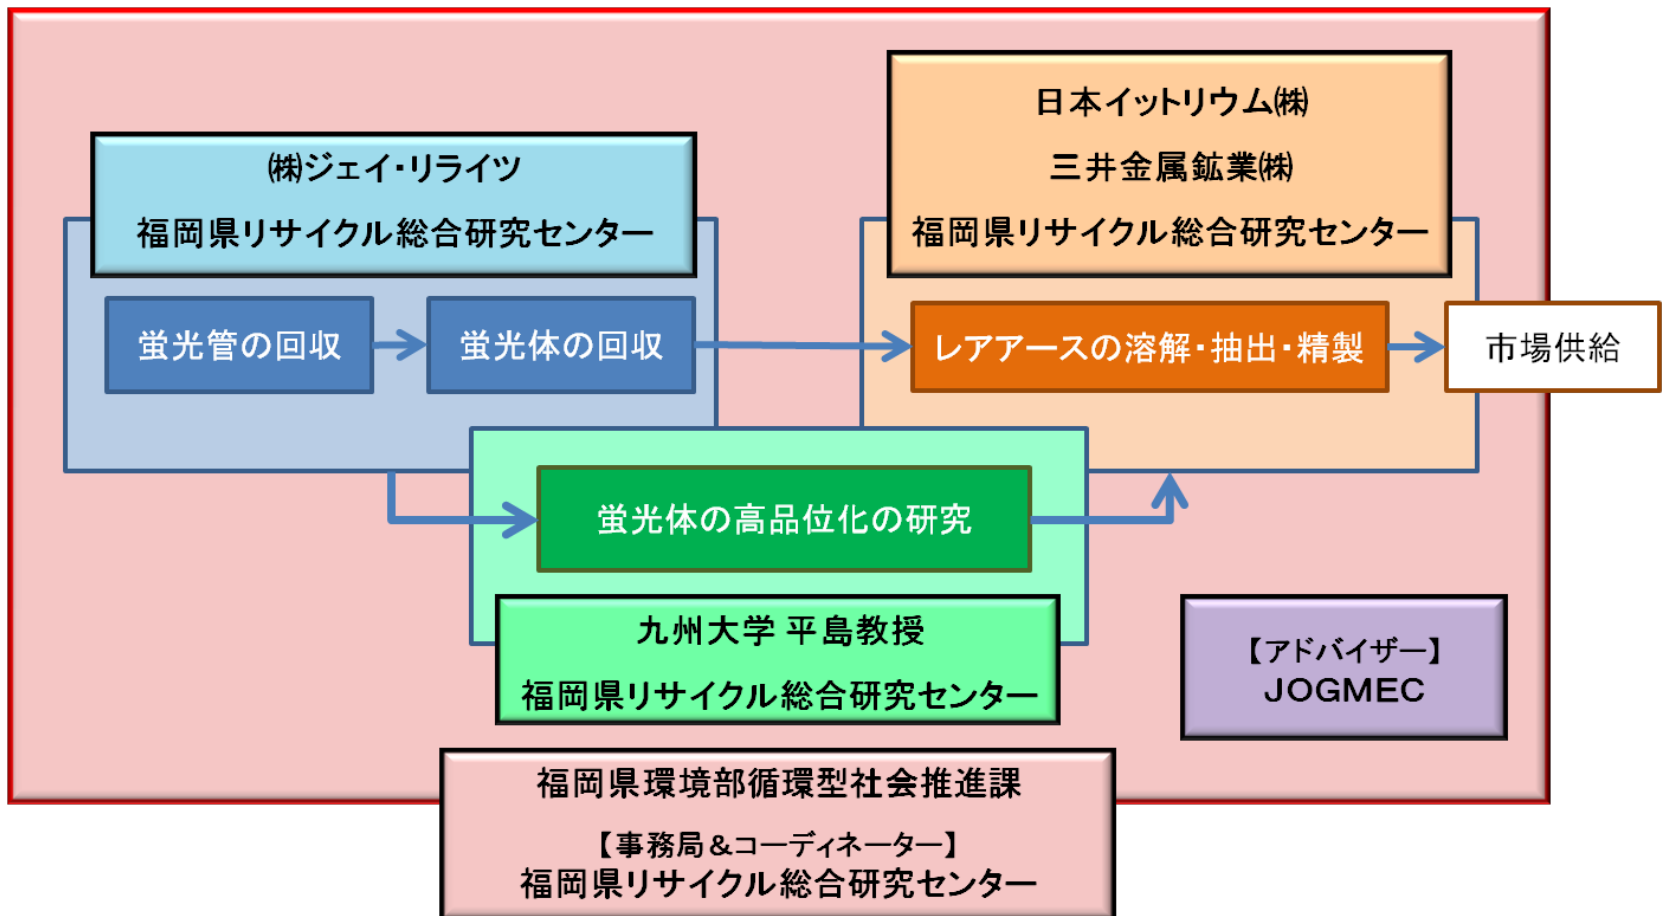 ㈱ジェイ・リライツ
福岡県リサイクル総合研究センター
日本イットリウム㈱
三井金属鉱業㈱
福岡県リサイクル総合研究センター
蛍光管の回収
蛍光体の回収
レアアースの溶解・抽出・精製
市場供給
蛍光体の高品位化の研究
九州大学 平島教授
福岡県リサイクル総合研究センター
【アドバイザー】
JOGMEC
福岡県環境部循環型社会推進課
【事務局&コーディネーター】
福岡県リサイクル総合研究センター